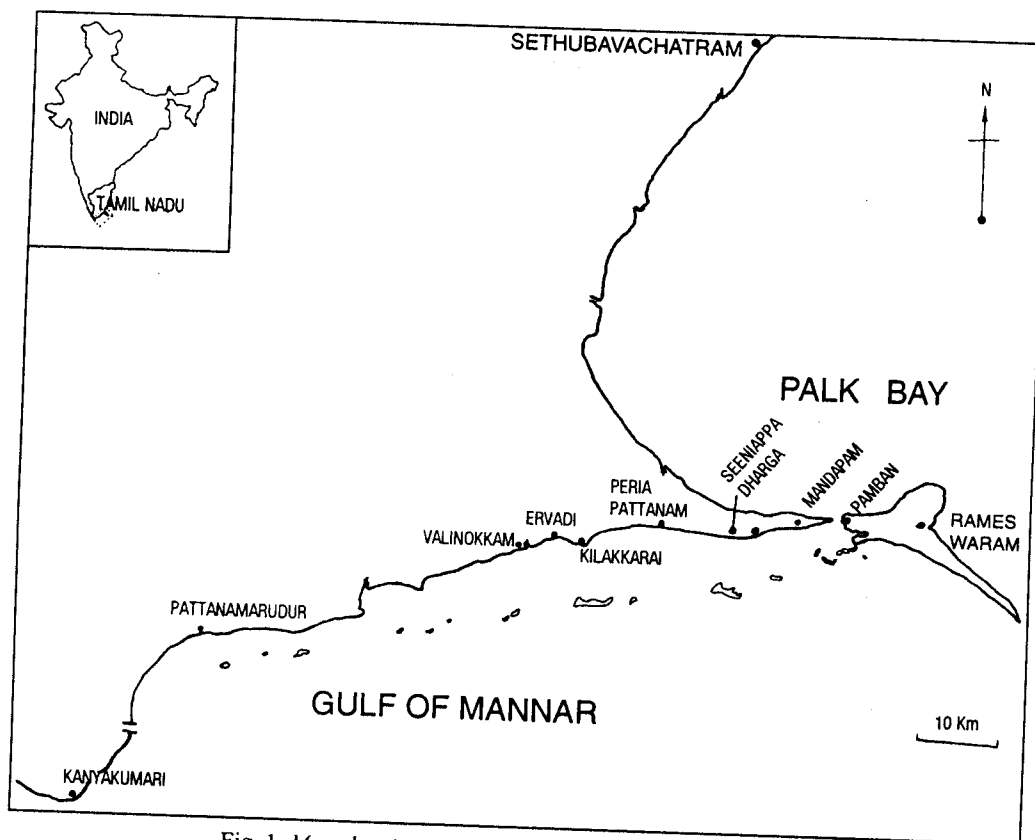 SETHUBAVACHATRAM
N
INDIA
TAMIL NADU
PALK BAY
SEENIAPPA
DHARGA
MANDAPAM
PAMBAN
PERIA
PATTANAM
RAMES
WARAM
ERVADI
VALINOKKAM
KILAKKARAI
PATTANAMARUDUR
GULF OF MANNAR
10 Km
KANYAKUMARI